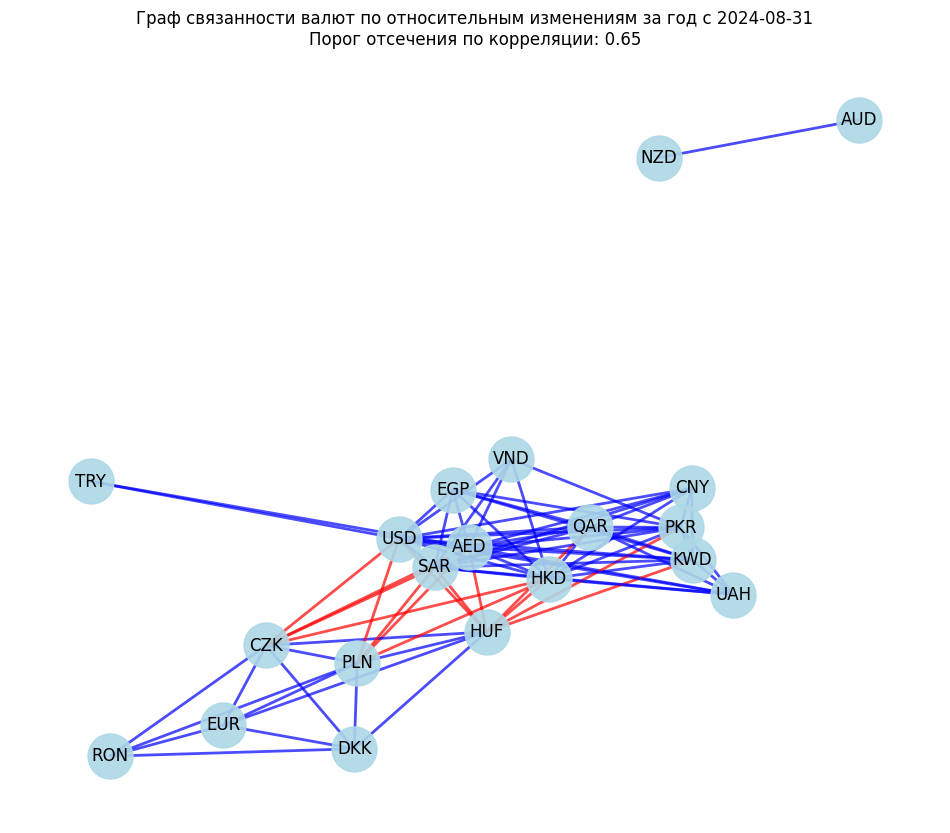 Граф связанности валют по относительным изменениям за год с 2024-08-31
Порог отсечения по корреляции: 0.65
AUD
NZD
VND
TRY
EGP
CNY
USD
AED
QAR
PKR
SAR
HKD
KWD
UAH
HUF
CZK
PLN
EUR
RON
DKK